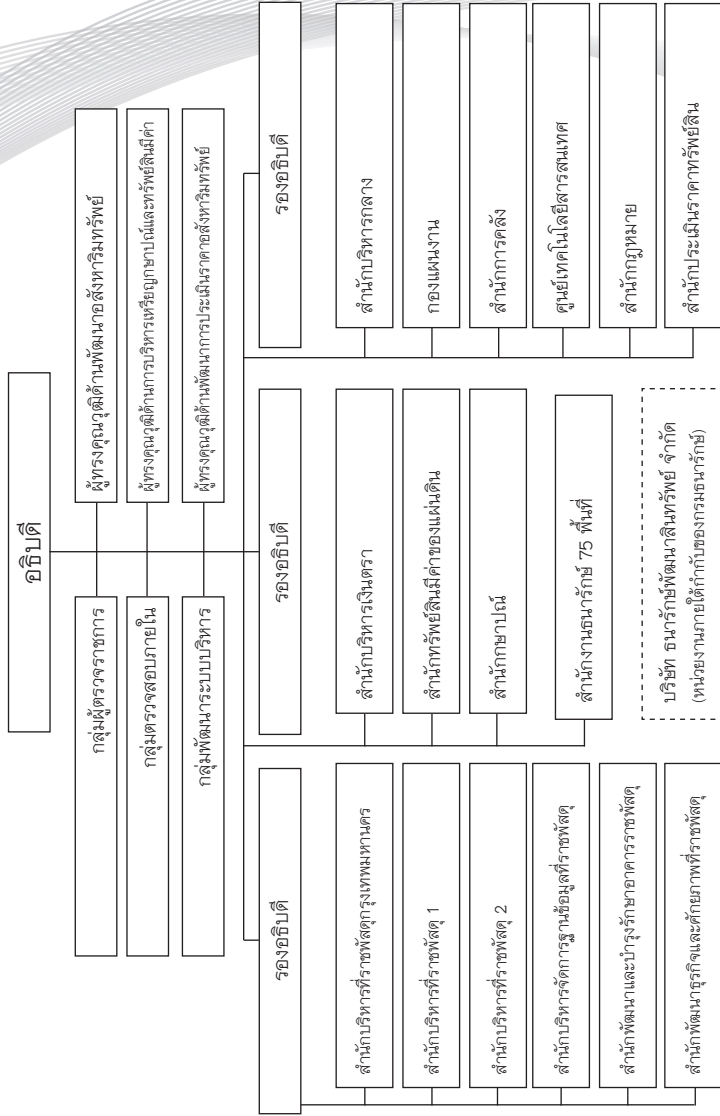 อธิบดี
กลุ่มผู้ตรวจราชการ
ผู้ทรงคุณวุฒิด้านพัฒนาอสังหาริมทรัพย์
กลุ่มตรวจสอบภายใน
ผู้ทรงคุณวุฒิด้านการบริหารเหรียญกษาปณ์และทรัพย์สินมีค่า
กลุ่มพัฒนาระบบบริหาร
ผู้ทรงคุณวุฒิด้านพัฒนาการประเมินราคาอสังหาริมทรัพย์
รองอธิบดี
สำนักบริหารที่ราชพัสดุกรุงเทพมหานคร
สำนักบริหารที่ราชพัสดุ 1
สำนักบริหารที่ราชพัสดุ 2
สำนักบริหารจัดการฐานข้อมูลที่ราชพัสดุ
สำนักพัฒนาและบำรุงรักษาอาคารราชพัสดุ
สำนักพัฒนาธุรกิจและศักยภาพที่ราชพัสดุ
รองอธิบดี
สำนักบริหารเงินตรา
สำนักทรัพย์สินมีค่าของแผ่นดิน
สำนักกษาปณ์
สำนักงานธนารักษ์ 75 พื้นที่
บริษัท ธนารักษ์พัฒนาสินทรัพย์ จำกัด
(หน่วยงานภายใต้กำกับของกรมธนารักษ์)
รองอธิบดี
สำนักบริหารกลาง
กองแผนงาน
สำนักการคลัง
ศูนย์เทคโนโลยีสารสนเทศ
สำนักกฎหมาย
สำนักประเมินราคาทรัพย์สิน